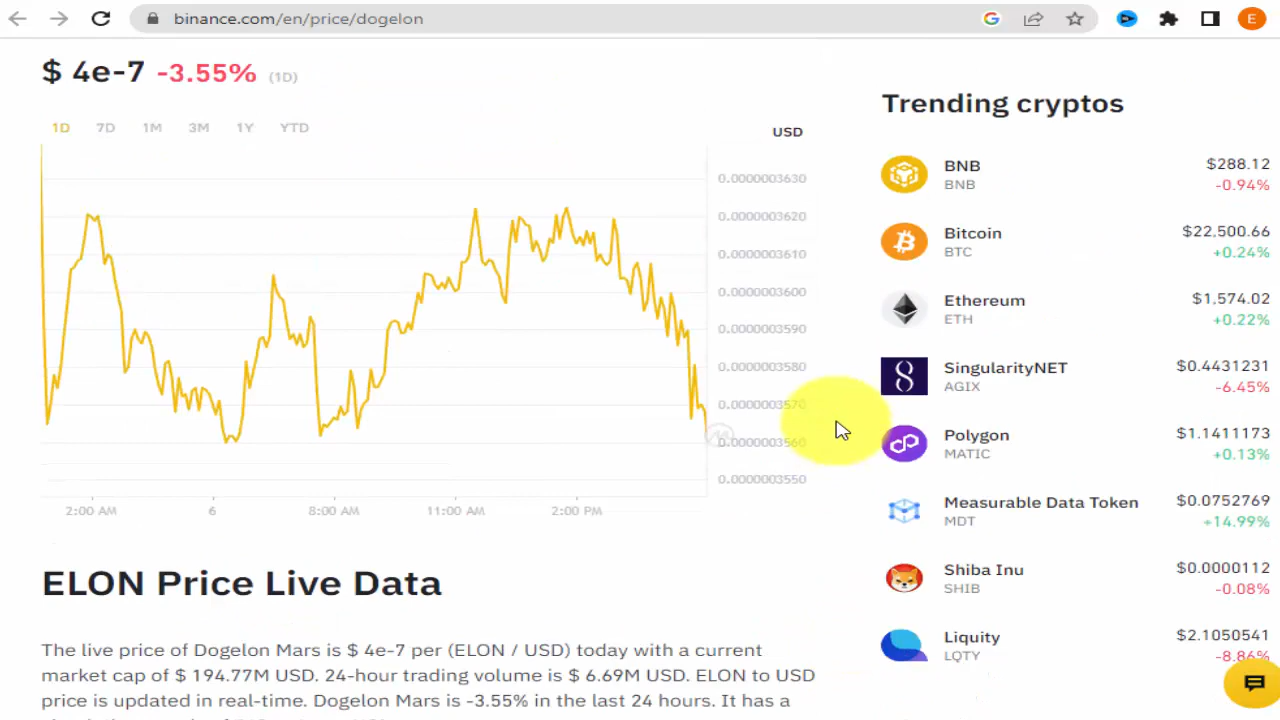 binance.com/en/price/dogelon
E
$ 4e-7 -3.55% (1D)
1D 7D 1M 3M 1Y YTD
USD
0.0000003630
0.0000003620
0.0000003610
0.0000003600
0.0000003590
0.0000003580
0.0000003570
0.0000003560
0.0000003550
2:00 AM 6 8:00 AM 11:00 AM 2:00 PM
ELON Price Live Data
The live price of Dogelon Mars is $ 4e-7 per (ELON / USD) today with a current
market cap of $ 194.77M USD. 24-hour trading volume is $ 6.69M USD. ELON to USD
price is updated in real-time. Dogelon Mars is -3.55% in the last 24 hours. It has a
Trending cryptos
BNB $288.12
BNB -0.94%
Bitcoin $22,500.66
BTC +0.24%
Ethereum $1,574.02
ETH +0.22%
SingularityNET $0.4431231
AGIX -6.45%
Polygon $1.1411173
MATIC +0.13%
Measurable Data Token $0.0752769
MDT +14.99%
Shiba Inu $0.0000112
SHIB -0.08%
Liquity $2.1050541
LQTY -8.86%